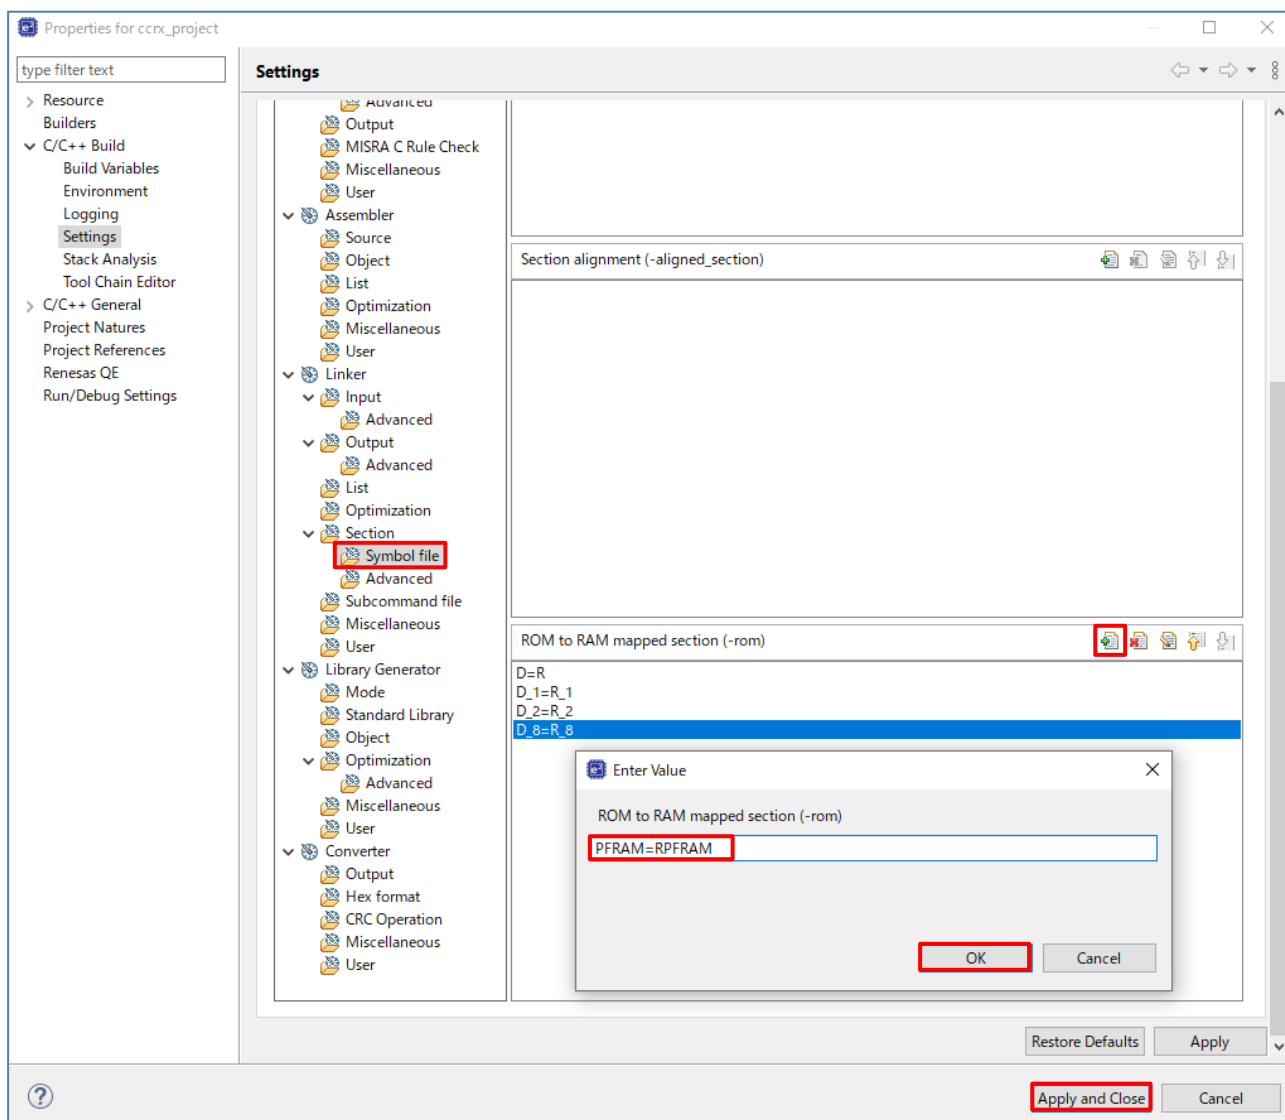 Properties for ccrx_project
type filter text
Settings
Resource
Builders
C/C++ Build
Build Variables
Environment
Logging
Settings
Stack Analysis
Tool Chain Editor
C/C++ General
Project Natures
Project References
Renesas QE
Run/Debug Settings
Advanced
Output
MISRA C Rule Check
Miscellaneous
User
Assembler
Source
Object
List
Optimization
Miscellaneous
User
Linker
Input
Advanced
Output
Advanced
List
Optimization
Section
Symbol file
Advanced
Subcommand file
Miscellaneous
User
Library Generator
Mode
Standard Library
Object
Optimization
Advanced
Miscellaneous
User
Converter
Output
Hex format
CRC Operation
Miscellaneous
User
Section alignment (-aligned_section)
ROM to RAM mapped section (-rom)
D=R
D_1=R_1
D_2=R_2
D_8=R_8
Enter Value
ROM to RAM mapped section (-rom)
PFRAM=RPFRAM
OK
Cancel
Restore Defaults
Apply
?
Apply and Close
Cancel